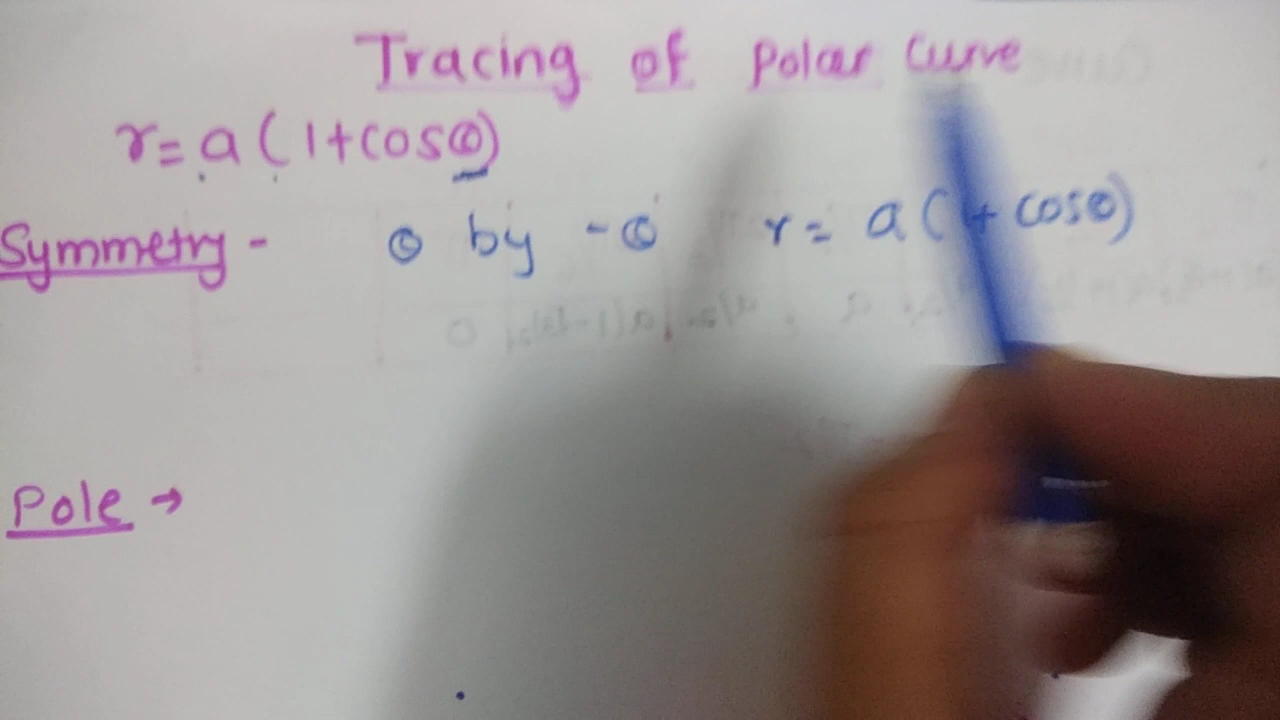 Tracing of Polar Curve
r = a (1+cosθ)
Symmetry - θ by -θ r = a (1+ cosθ)
Pole →